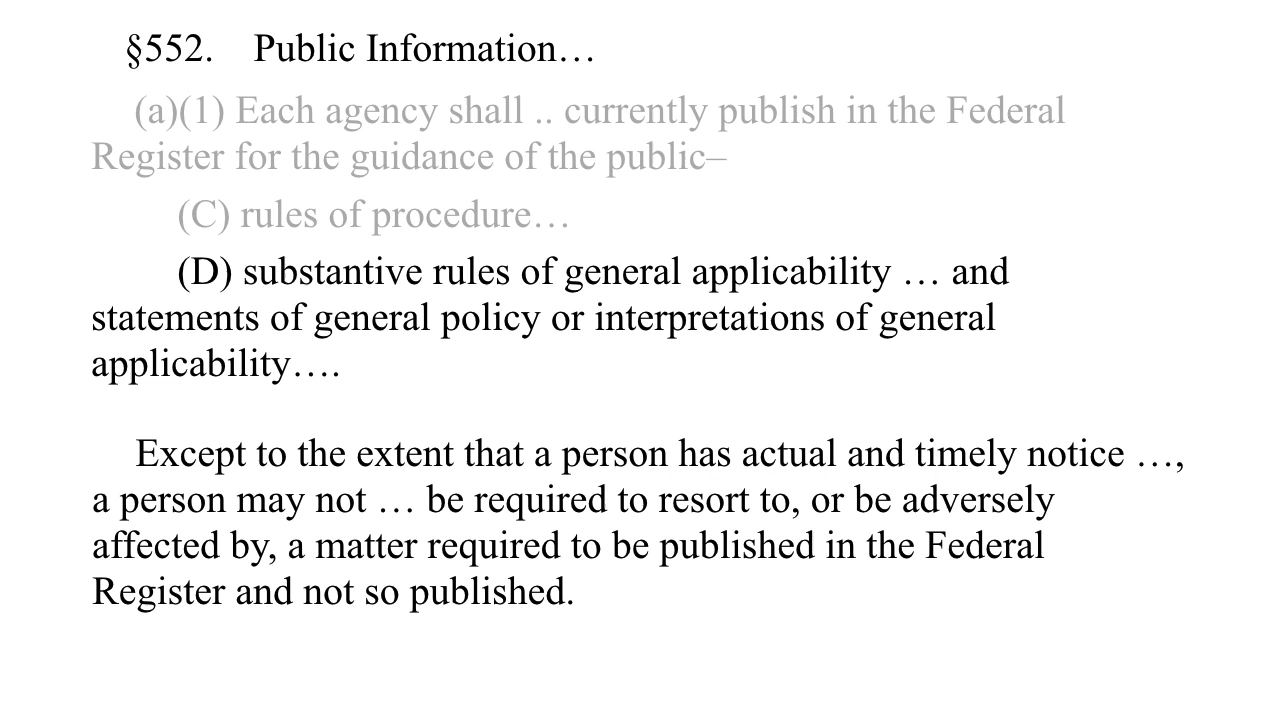 §552. Public Information…
(a)(1) Each agency shall .. currently publish in the Federal
Register for the guidance of the public–
(C) rules of procedure…
(D) substantive rules of general applicability … and
statements of general policy or interpretations of general
applicability….
Except to the extent that a person has actual and timely notice …,
a person may not … be required to resort to, or be adversely
affected by, a matter required to be published in the Federal
Register and not so published.